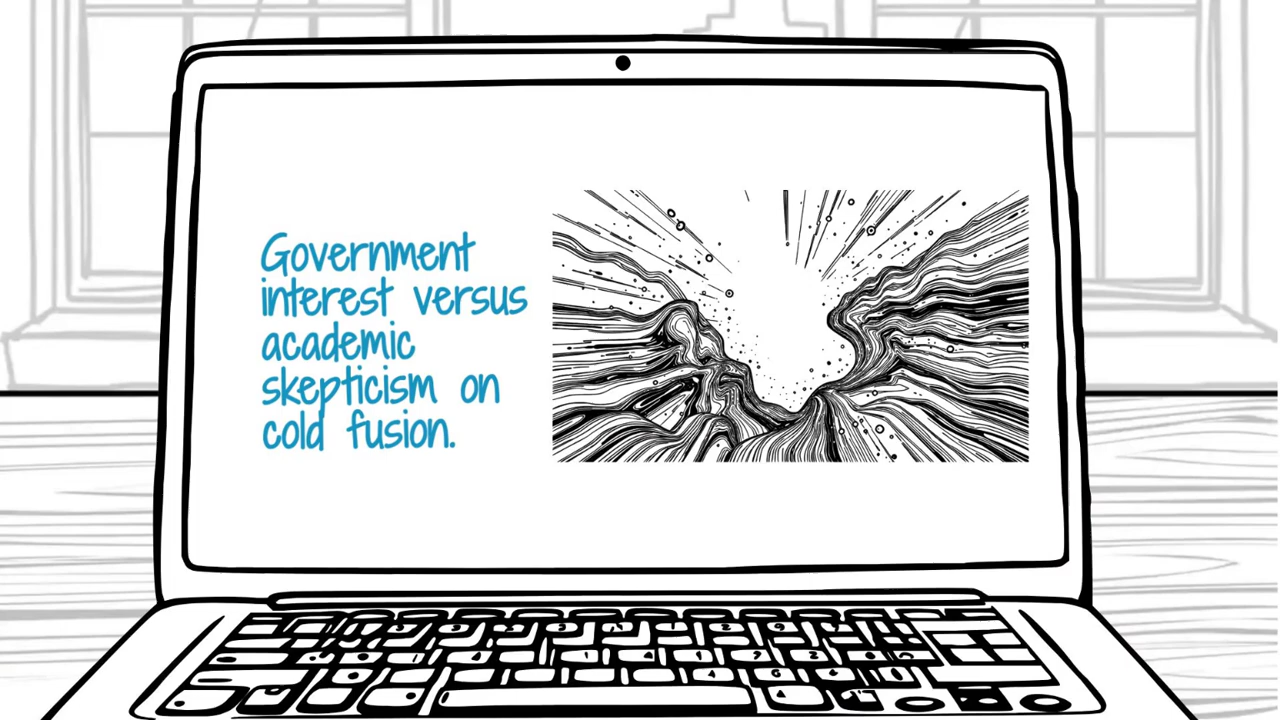 Government
interest versus
academic
skepticism on
cold fusion.